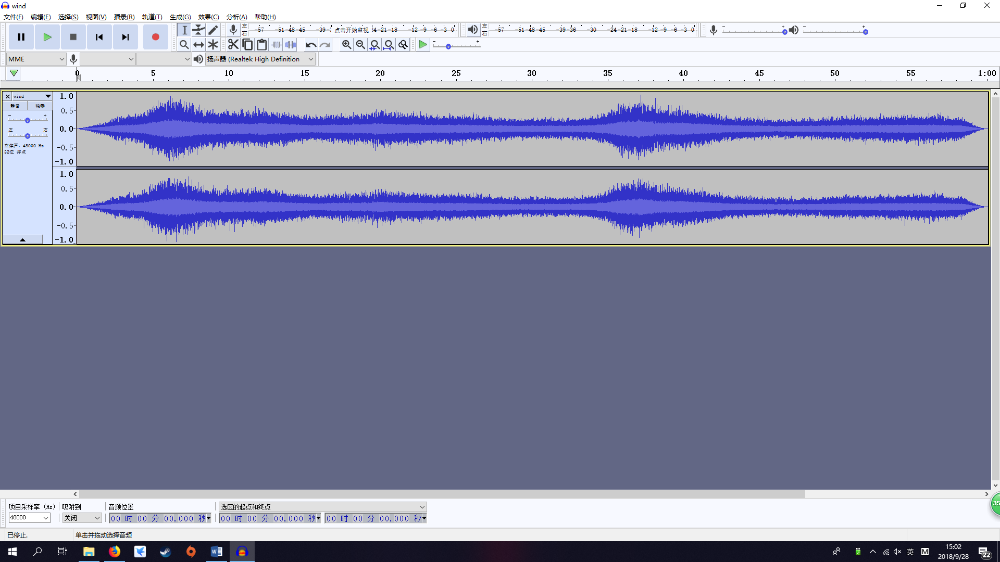 wind
文件(F) 编辑(E) 选择(S) 视图(V) 播录(R) 轨道(T) 生成(G) 效果(C) 分析(A) 帮助(H)
左 右 -57 -51 -48 -45 -39 点击开始监视 -24 -21 -18 -12 -9 -6 -3 0
左 右 -57 -51 -48 -45 -39 -36 -30 -24 -21 -18 -12 -9 -6 -3 0
- +
- +
- +
MME
扬声器 (Realtek High Definition
0 5 10 15 20 25 30 35 40 45 50 55 1:00
wind
静音 独奏
- +
左 右
立体声, 48000 Hz
32位 浮点
1.0
0.5
0.0
-0.5
-1.0
1.0
0.5
0.0
-0.5
-1.0
项目采样率 (Hz) 吸附到 音频位置 选区的起点和终点
48000 关闭 00 时 00 分 00.000 秒 00 时 00 分 00.000 秒 00 时 00 分 00.000 秒
35
已停止. 单击并拖动选择音频
英 M 15:02
2018/9/28 22